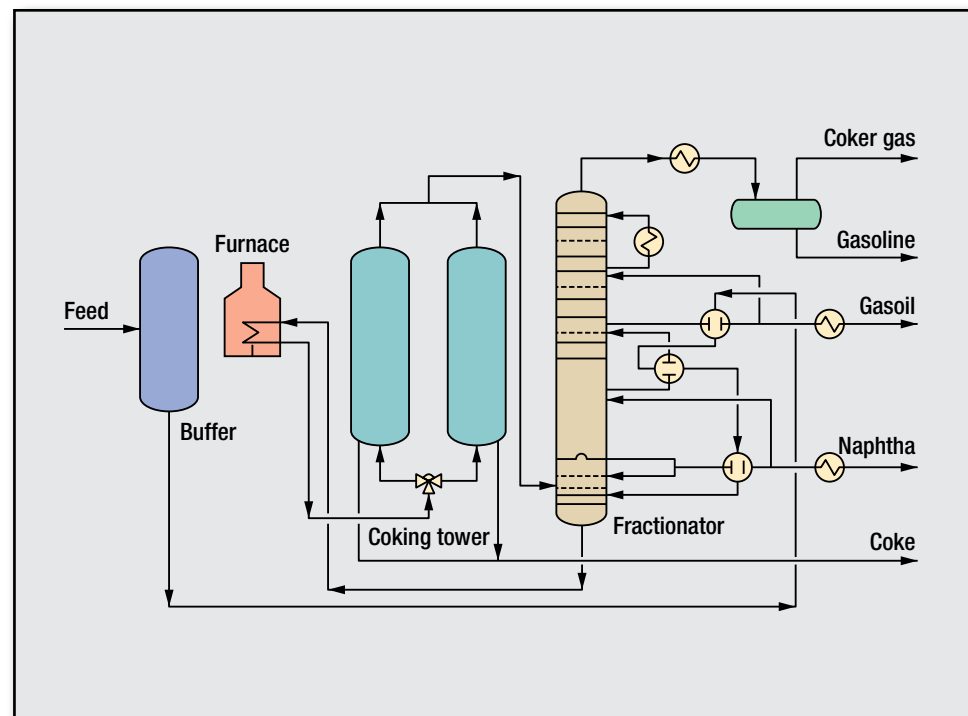 Coker gas
Gasoline
Furnace
Feed
Gasoil
Buffer
Naphtha
Coking tower
Fractionator
Coke